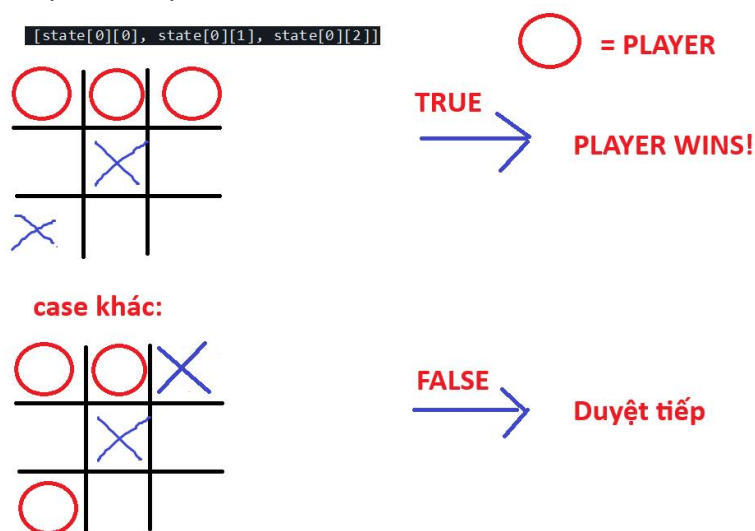 [state[0][0], state[0][1], state[0][2]]
= PLAYER
TRUE
PLAYER WINS!
case khác:
FALSE
Duyệt tiếp